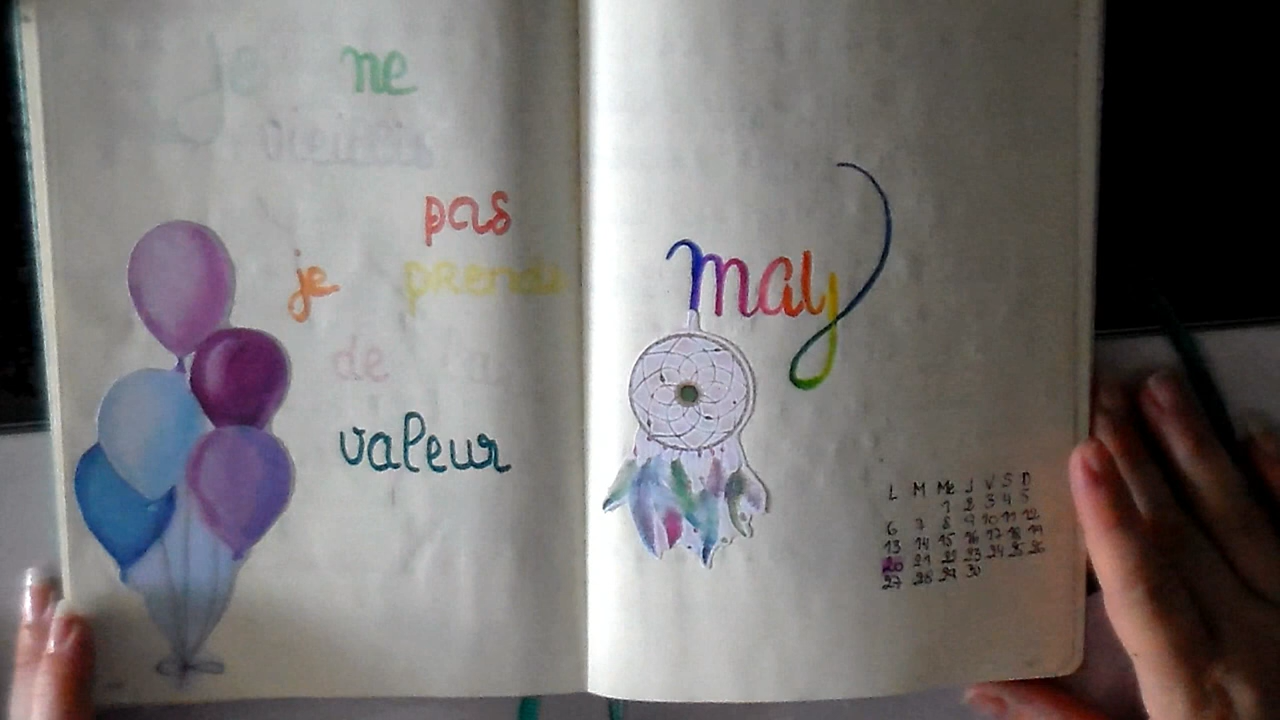 Je ne
vieillis
pas
je prends
de la
valeur
may
L M Me J V S D
1 2 3 4 5
6 7 8 9 10 11 12
13 14 15 16 17 18 19
20 21 22 23 24 25 26
27 28 29 30